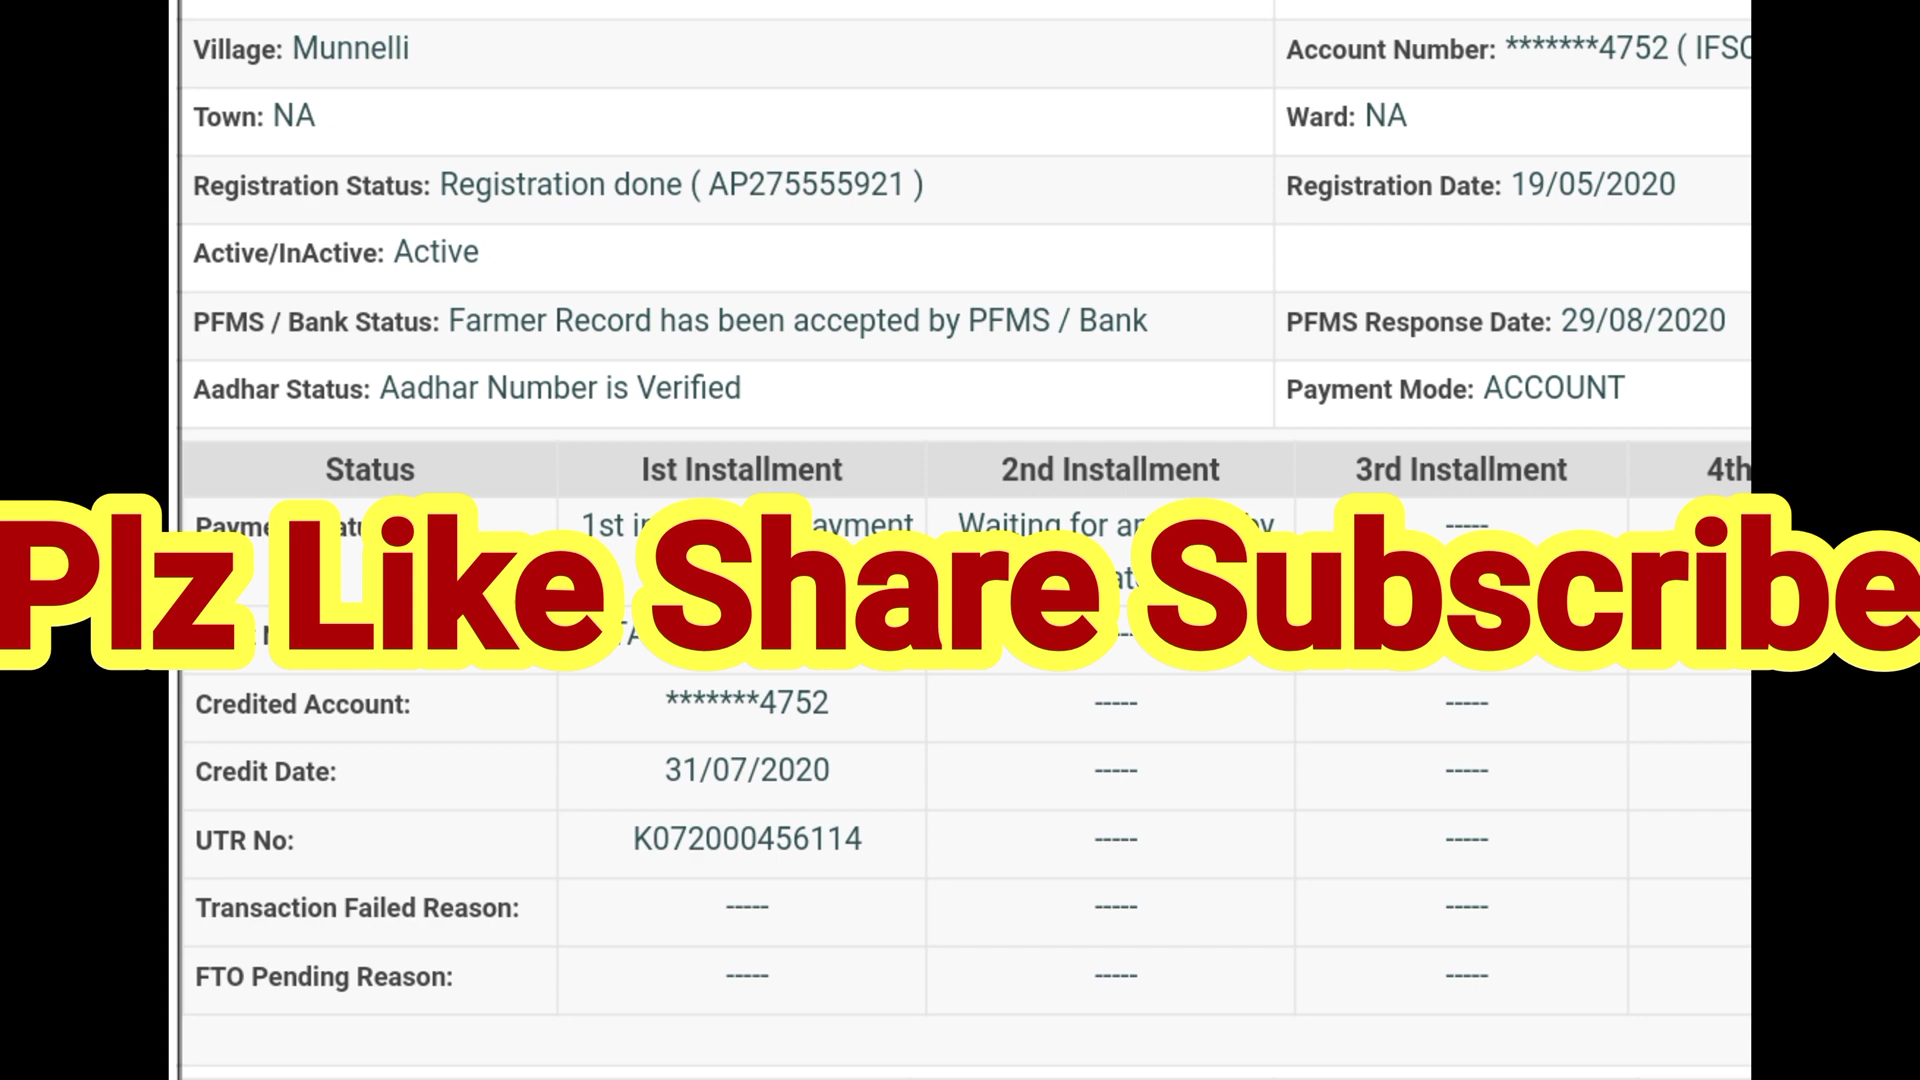 Village: Munnelli
Account Number: *******4752 ( IFSC
Town: NA
Ward: NA
Registration Status: Registration done ( AP275555921 )
Registration Date: 19/05/2020
Active/InActive: Active
PFMS / Bank Status: Farmer Record has been accepted by PFMS / Bank
PFMS Response Date: 29/08/2020
Aadhar Status: Aadhar Number is Verified
Payment Mode: ACCOUNT
Status Ist Installment 2nd Installment 3rd Installment 4th
1st Waiting for -----
Plz Like Share Subscribe
Credited Account: *******4752 ----- -----
Credit Date: 31/07/2020 ----- -----
UTR No: K072000456114 ----- -----
Transaction Failed Reason: ----- ----- -----
FTO Pending Reason: ----- ----- -----